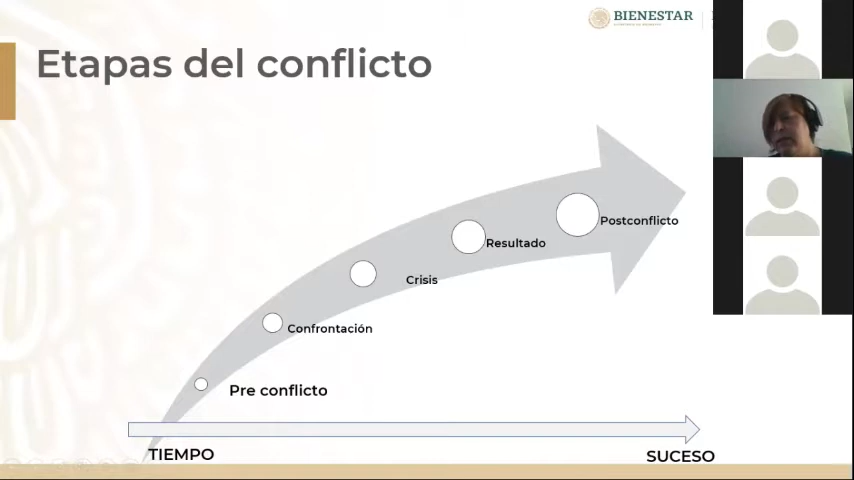 BIENESTAR
Etapas del conflicto
Postconflicto
Resultado
Crisis
Confrontación
Pre conflicto
TIEMPO
SUCESO